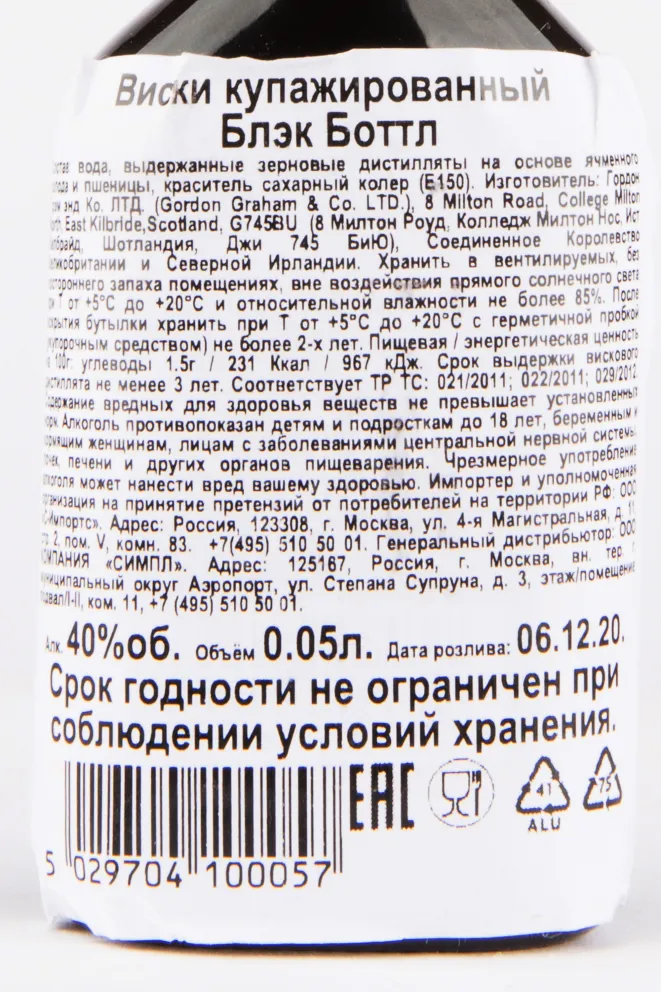 Виски купажированный
Блэк Боттл
вода, выдержанные зерновые дистилляты на основе ячменного
и пшеницы, краситель сахарный колер (Е150). Изготовитель: Гордон
энд Ко. ЛТД. (Gordon Graham & Co. LTD.), 8 Milton Road, College Milton
East Kilbride,Scotland, G745BU (8 Милтон Роуд, Колледж Милтон Нос, Ист
Шотландия, Джи 745 БиЮ), Соединенное Королевство
и Северной Ирландии. Хранить в вентилируемых, без
запаха помещениях, вне воздействия прямого солнечного света
Т от +5°С до +20°С и относительной влажности не более 85%. После
бутылки хранить при Т от +5°С до +20°С с герметичной пробкой
средством) не более 2-х лет. Пищевая / энергетическая ценность
100г: углеводы 1.5г / 231 Ккал / 967 кДж. Срок выдержки вискового
не менее 3 лет. Соответствует ТР ТС: 021/2011; 022/2011; 029/2012
вредных для здоровья веществ не превышает установленных
Алкоголь противопоказан детям и подросткам до 18 лет, беременным и
женщинам, лицам с заболеваниями центральной нервной системы,
печени и других органов пищеварения. Чрезмерное употребление
может нанести вред вашему здоровью. Импортер и уполномоченная
организация на принятие претензий от потребителей на территории РФ: ООО
Адрес: Россия, 123308, г. Москва, ул. 4-я Магистральная, д. 11,
2, пом. V, комн. 83. +7(495) 510 50 01. Генеральный дистрибьютор: ООО
КОМПАНИЯ «СИМПЛ». Адрес: 125167, Россия, г. Москва, вн. тер. г.
муниципальный округ Аэропорт, ул. Степана Супруна, д. 3, этаж/помещение
ком. 11, +7 (495) 510 50 01.
Алк. 40%об. Объём 0.05л. Дата розлива: 06.12.20.
Срок годности не ограничен при
соблюдении условий хранения.
EAC
41
75
ALU
5 029704 100057